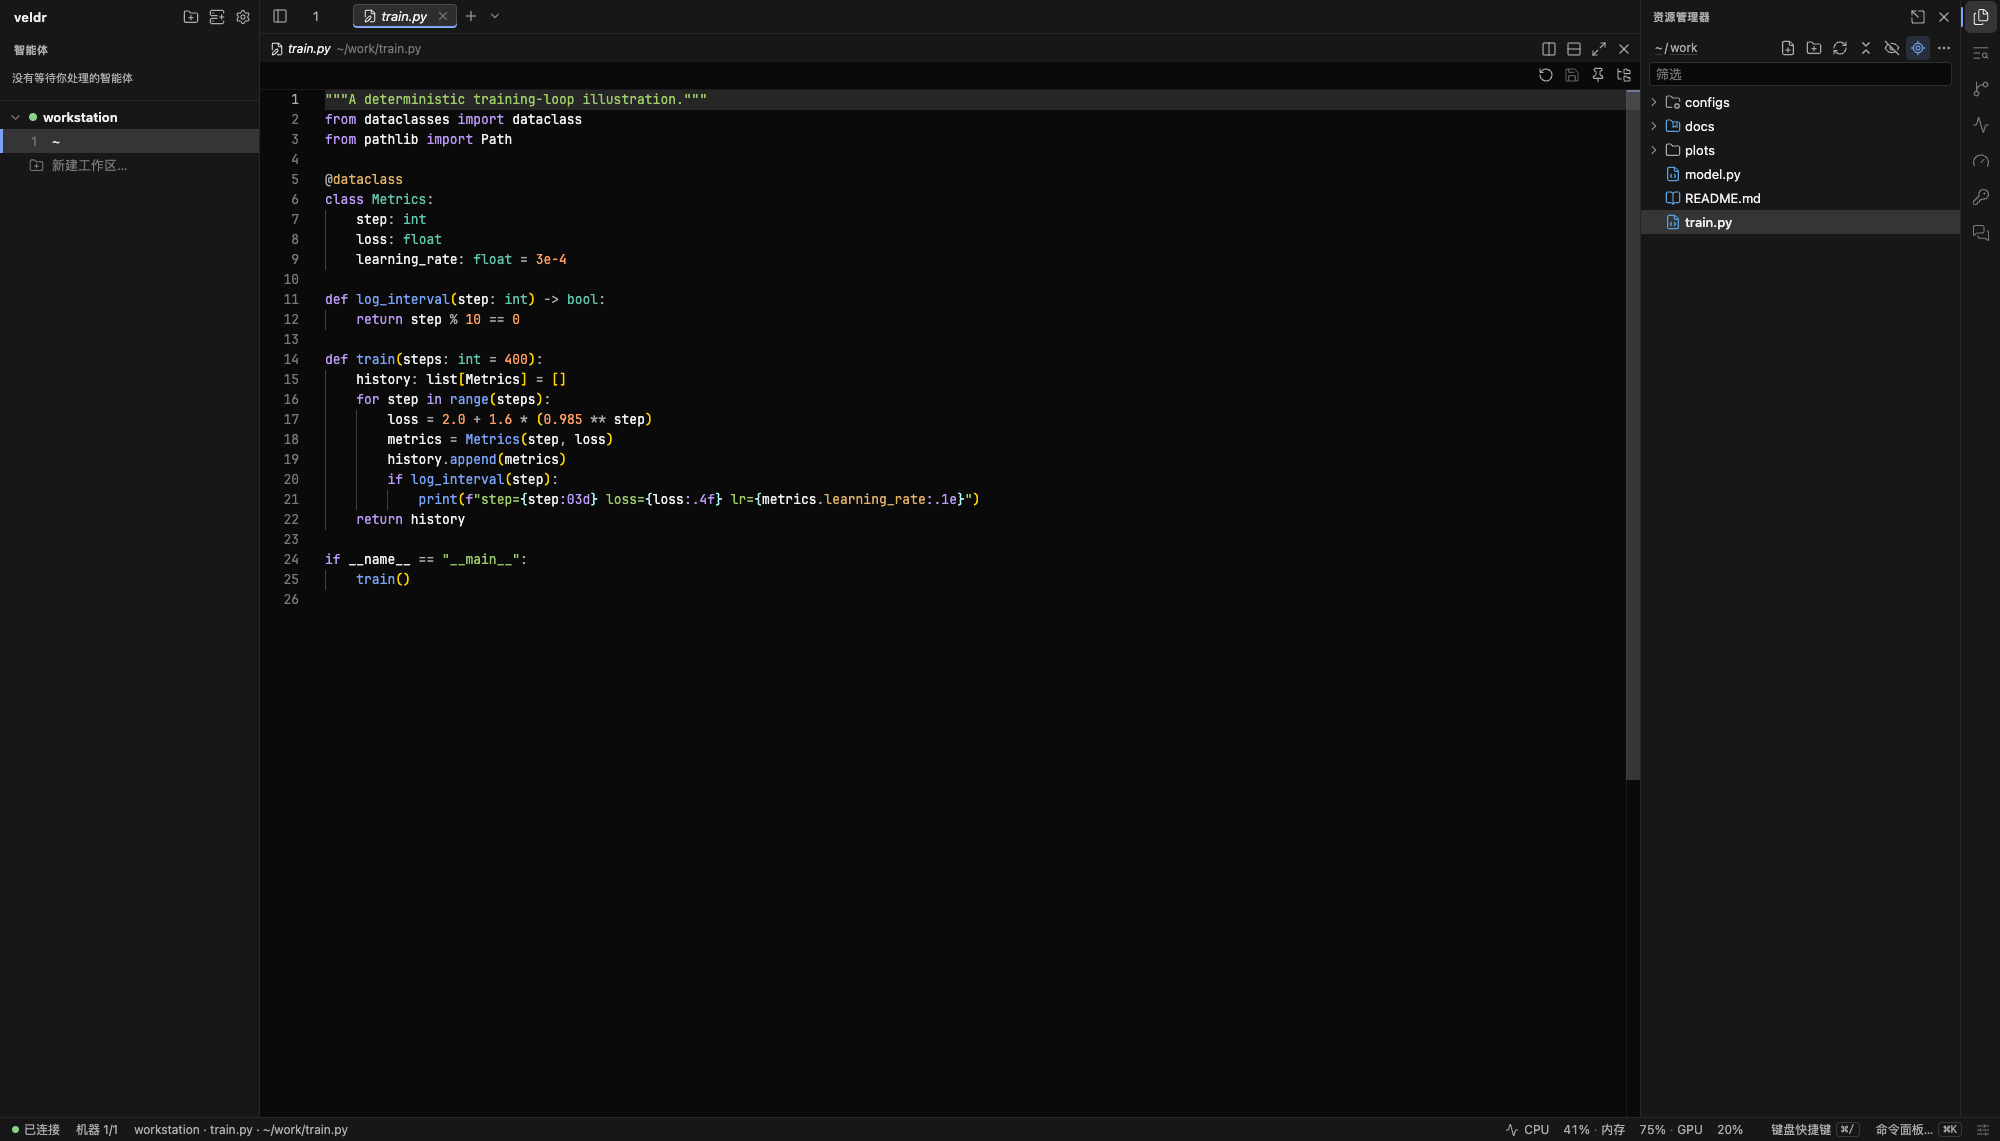 veldr
智能体
没有等待你处理的智能体
workstation
1 ~
新建工作区...
1 train.py
train.py ~/work/train.py
1 """A deterministic training-loop illustration."""
2 from dataclasses import dataclass
3 from pathlib import Path
4
5 @dataclass
6 class Metrics:
7     step: int
8     loss: float
9     learning_rate: float = 3e-4
10
11 def log_interval(step: int) -> bool:
12     return step % 10 == 0
13
14 def train(steps: int = 400):
15     history: list[Metrics] = []
16     for step in range(steps):
17         loss = 2.0 + 1.6 * (0.985 ** step)
18         metrics = Metrics(step, loss)
19         history.append(metrics)
20         if log_interval(step):
21             print(f"step={step:03d} loss={loss:.4f} lr={metrics.learning_rate:.1e}")
22     return history
23
24 if __name__ == "__main__":
25     train()
26
资源管理器
~/work
筛选
configs
docs
plots
model.py
README.md
train.py
已连接 机器 1/1 workstation · train.py · ~/work/train.py
CPU 41% · 内存 75% · GPU 20% 键盘快捷键 ⌘/ 命令面板... ⌘K